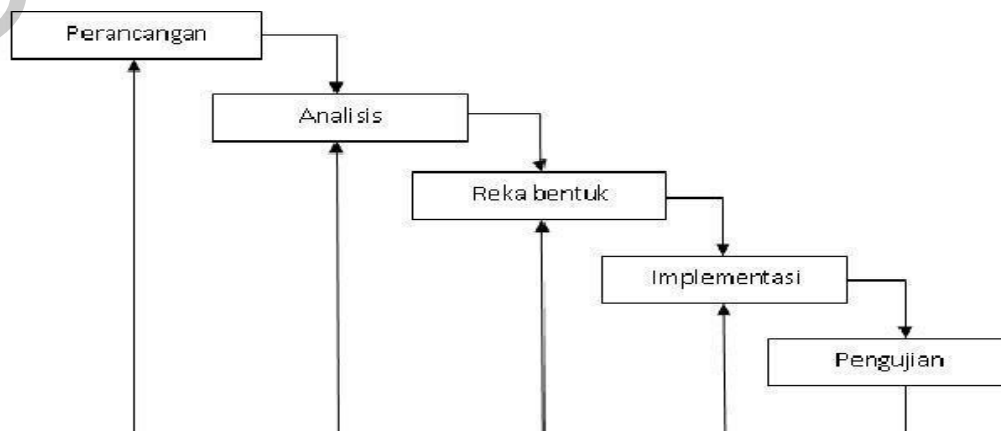 Perancangan
Analisis
Reka bentuk
Implementasi
Pengujian